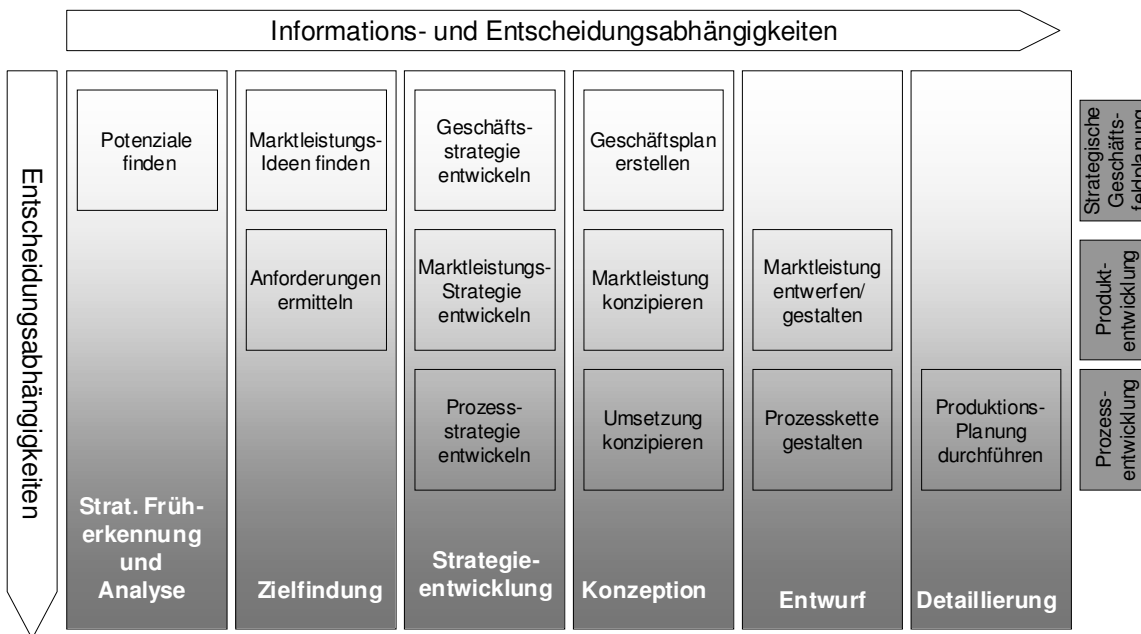 Informations- und Entscheidungsabhängigkeiten
Entscheidungsabhängigkeiten
Potenziale
finden
Marktleistungs-
Ideen finden
Geschäfts-
strategie
entwickeln
Geschäftsplan
erstellen
Strategische
Geschäfts-
feldplanung
Anforderungen
ermitteln
Marktleistungs-
Strategie
entwickeln
Marktleistung
konzipieren
Marktleistung
entwerfen/
gestalten
Produkt-
entwicklung
Prozess-
strategie
entwickeln
Umsetzung
konzipieren
Prozesskette
gestalten
Produktions-
Planung
durchführen
Prozess-
entwicklung
Strat. Früh-
erkennung
und
Analyse
Zielfindung
Strategie-
entwicklung
Konzeption
Entwurf
Detaillierung